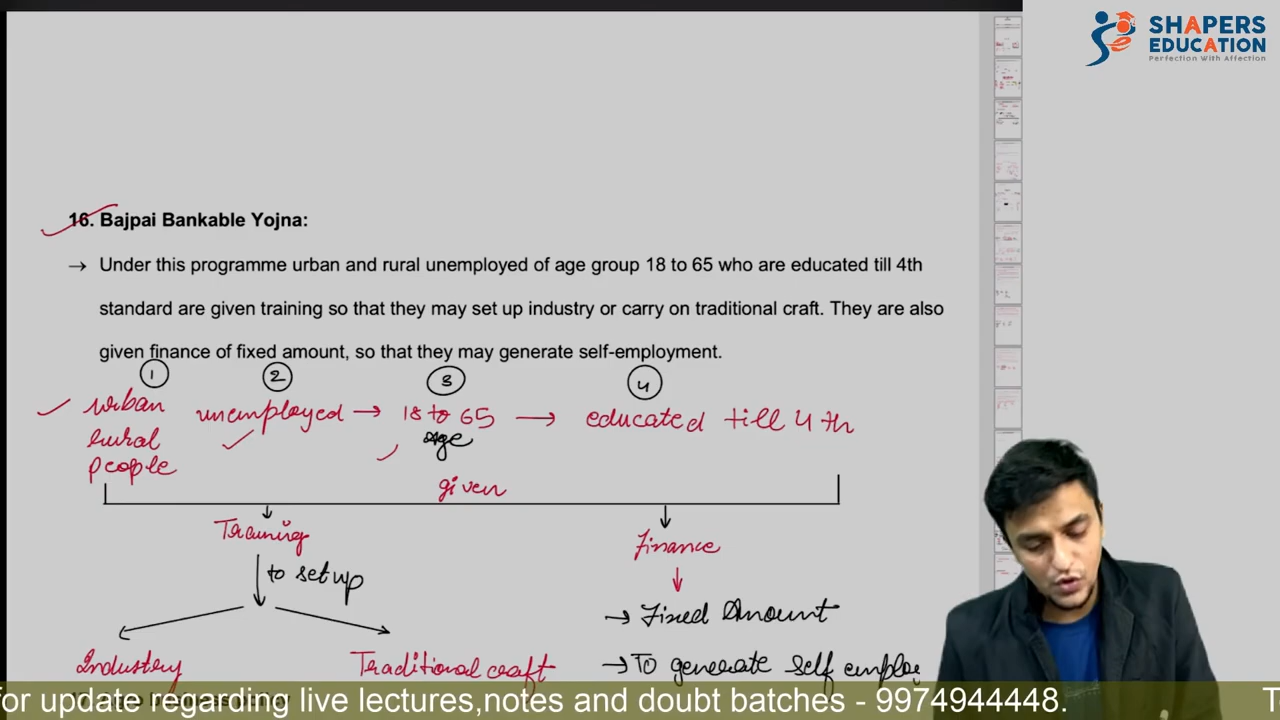 SHAPERS
EDUCATION
Perfection With Affection
16. Bajpai Bankable Yojna:
→ Under this programme urban and rural unemployed of age group 18 to 65 who are educated till 4th
standard are given training so that they may set up industry or carry on traditional craft. They are also
given finance of fixed amount, so that they may generate self-employment.
1 2 3 4
urban unemployed → 18 to 65 → educated till 4th
rural Age
people
given
Training Finance
to set up
→ Fixed Amount
Industry Traditional craft → To generate self employ
for update regarding live lectures,notes and doubt batches - 9974944448. T